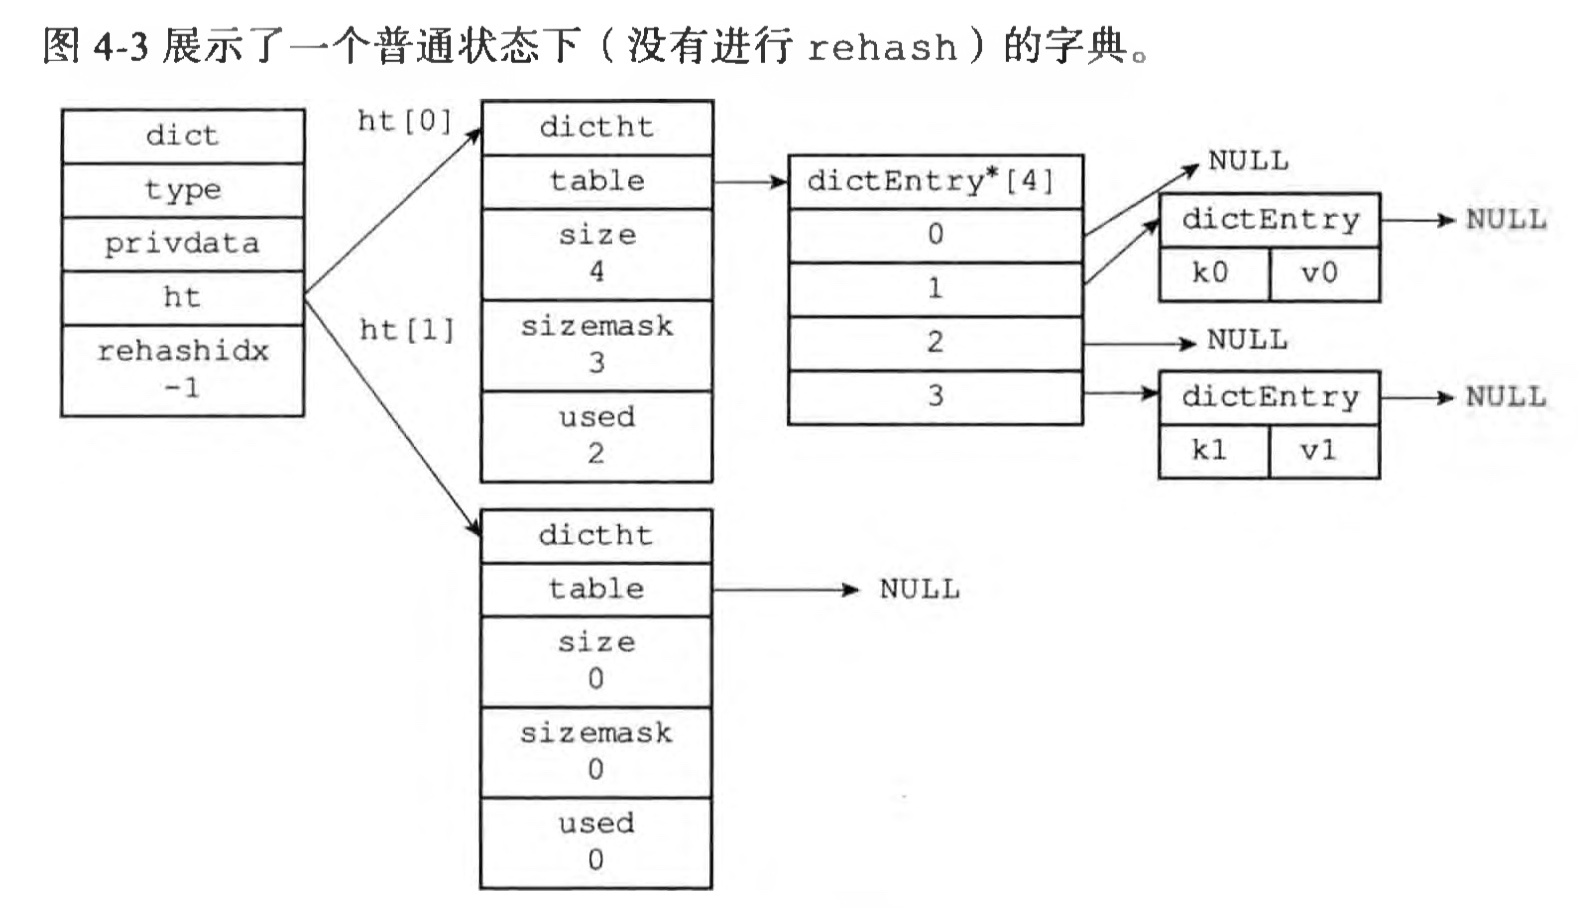 图 4-3 展示了一个普通状态下（没有进行 rehash）的字典。
dict
type
privdata
ht
rehashidx
-1
ht[0]
ht[1]
dictht
table
size
4
sizemask
3
used
2
dictEntry*[4]
0
1
2
3
NULL
dictEntry
k0 v0
NULL
NULL
dictEntry
k1 v1
NULL
dictht
table
size
0
sizemask
0
used
0
NULL